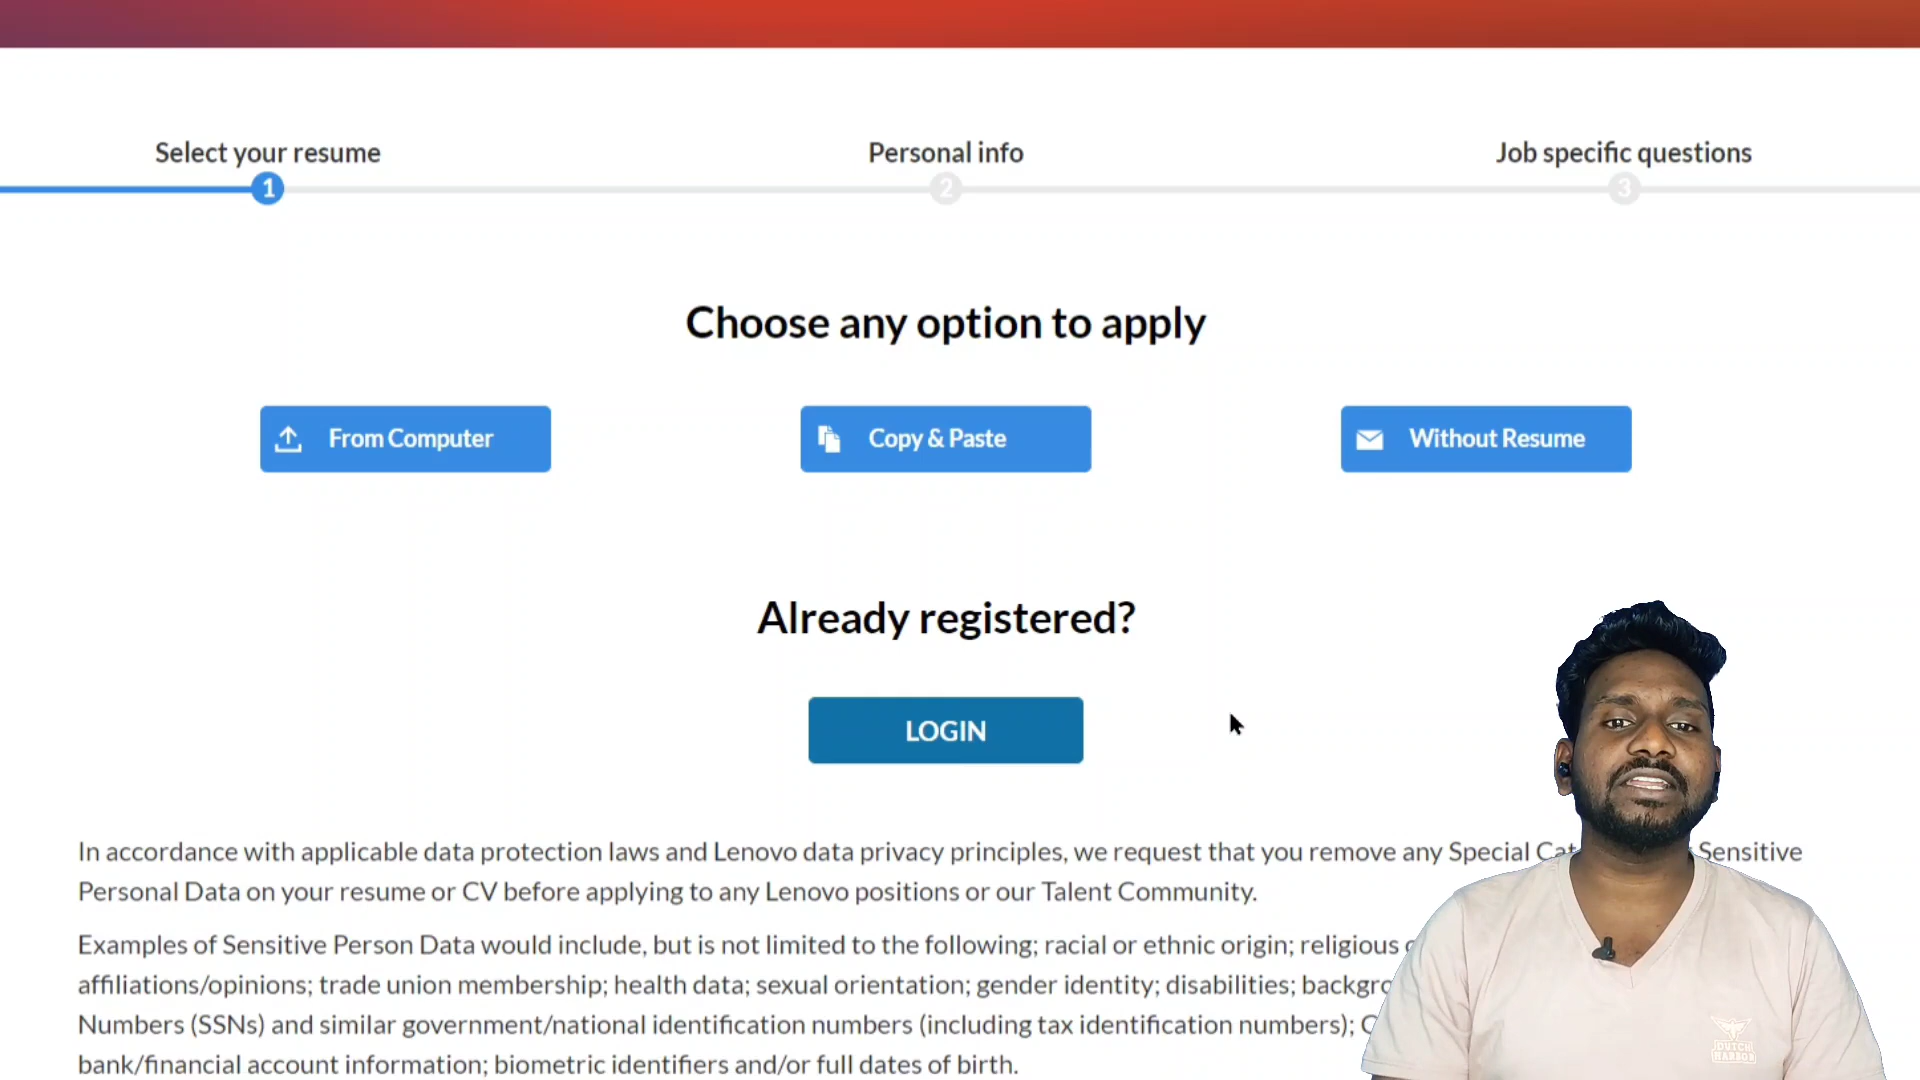 Select your resume
Personal info
Job specific questions
1
2
3
Choose any option to apply
From Computer
Copy & Paste
Without Resume
Already registered?
LOGIN
In accordance with applicable data protection laws and Lenovo data privacy principles, we request that you remove any Special Sensitive
Personal Data on your resume or CV before applying to any Lenovo positions or our Talent Community.
Examples of Sensitive Person Data would include, but is not limited to the following; racial or ethnic origin; religious
affiliations/opinions; trade union membership; health data; sexual orientation; gender identity; disabilities;
Numbers (SSNs) and similar government/national identification numbers (including tax identification numbers);
bank/financial account information; biometric identifiers and/or full dates of birth.
DUTCH
HARBOR